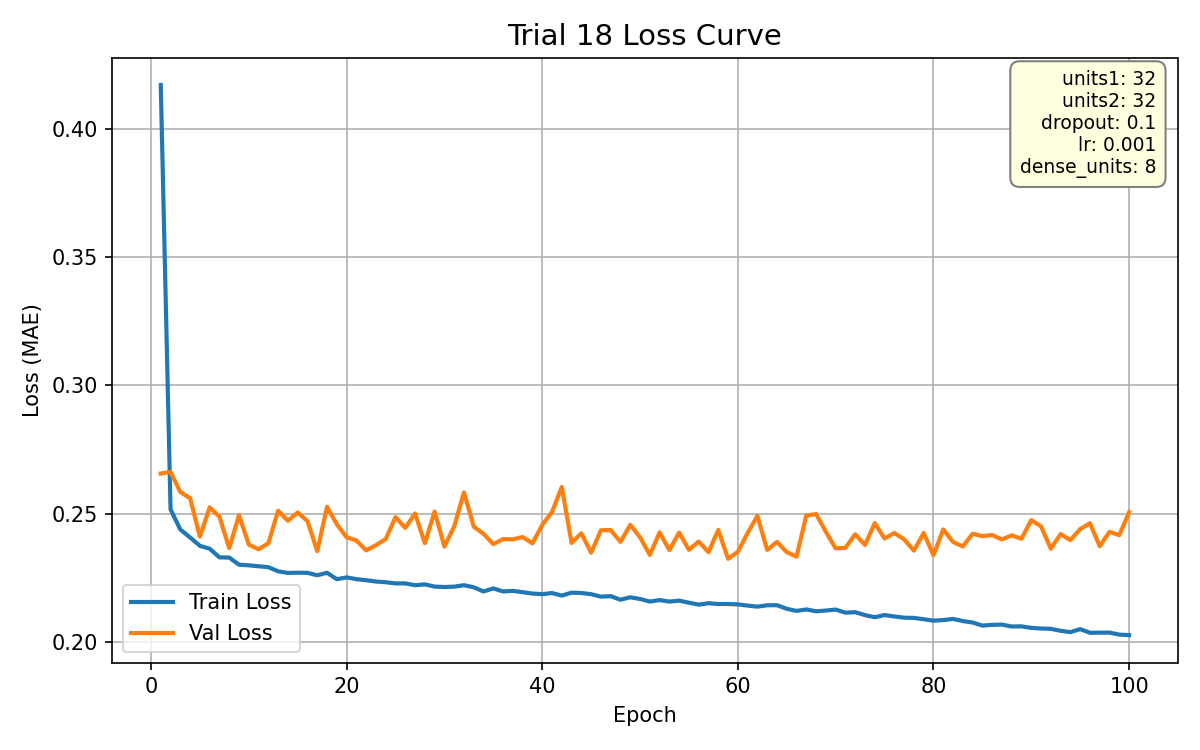 Trial 18 Loss Curve
units1: 32
units2: 32
dropout: 0.1
lr: 0.001
dense_units: 8
Loss (MAE)
0.40
0.35
0.30
0.25
0.20
Train Loss
Val Loss
0 20 40 60 80 100
Epoch